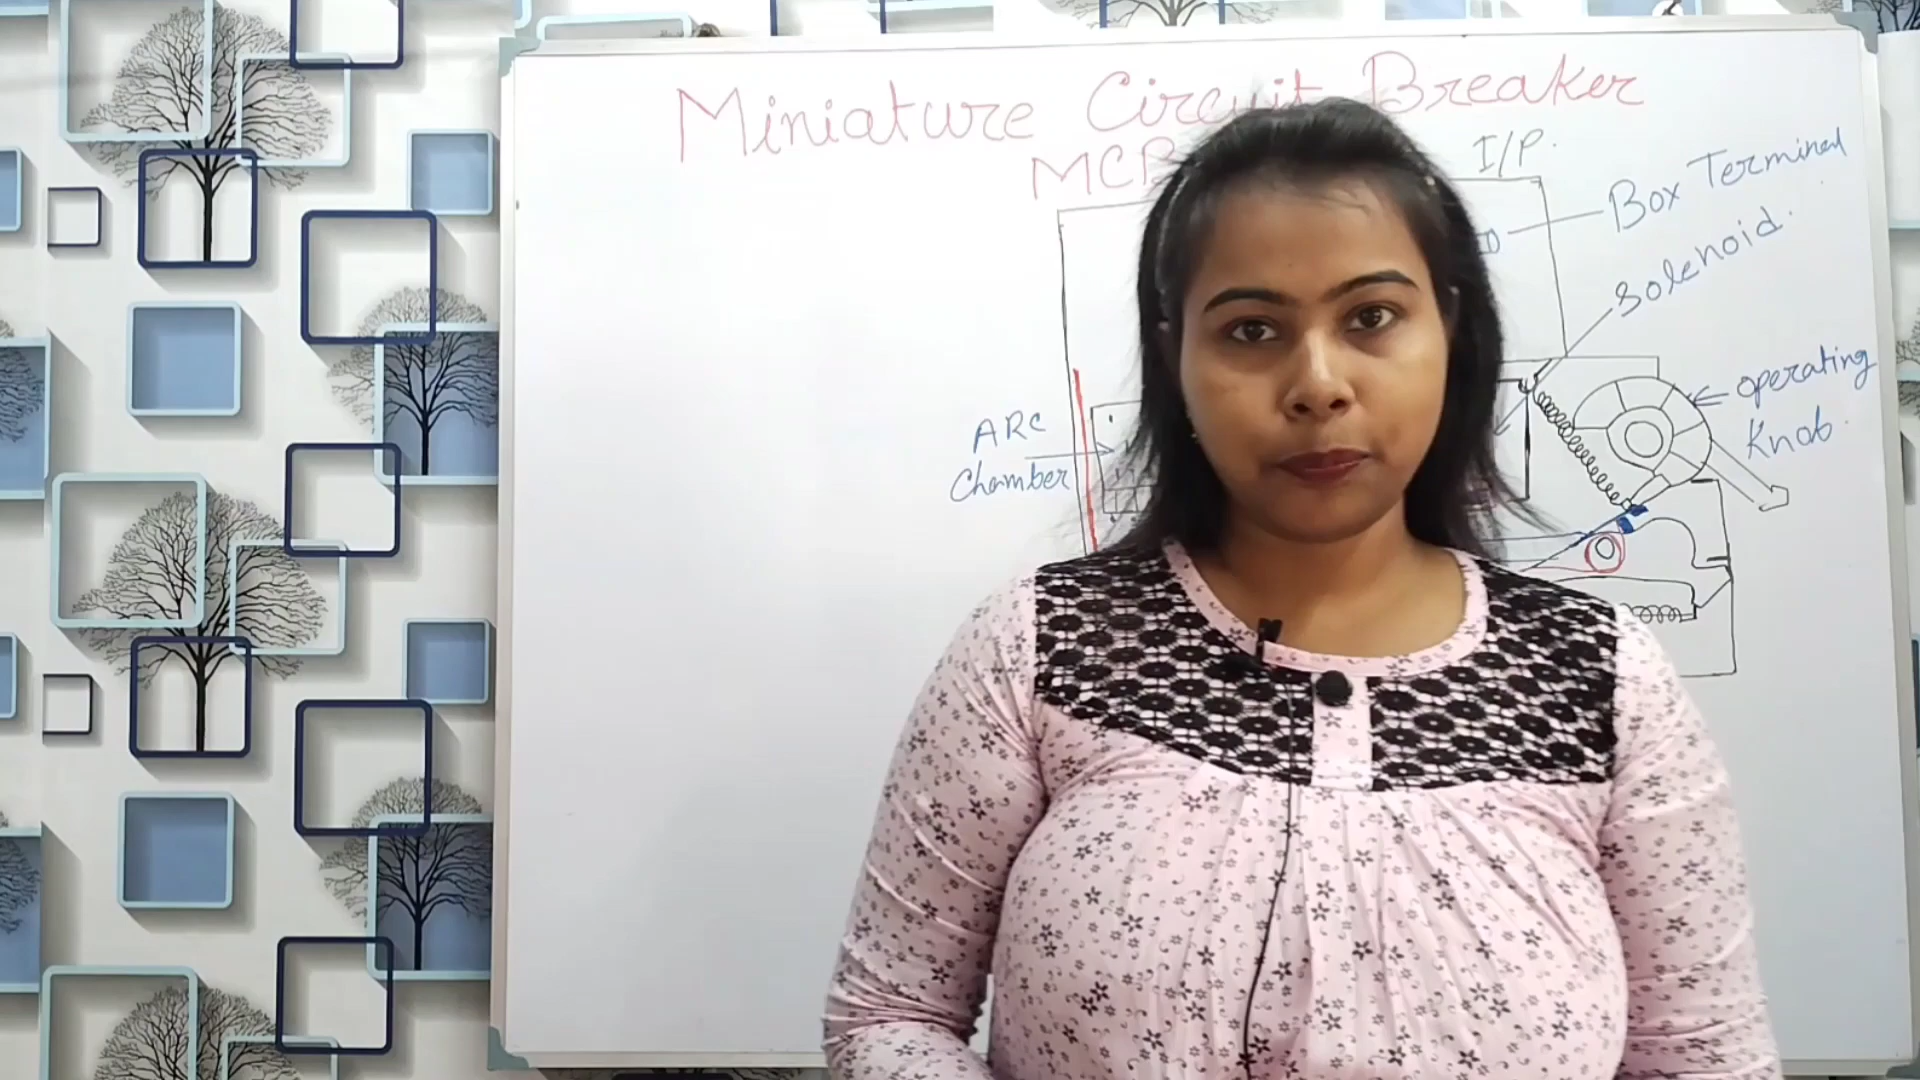 Miniature Circuit Breaker
MCB
I/P.
Box Terminal
Solenoid.
ARC
Chamber
operating
Knob.